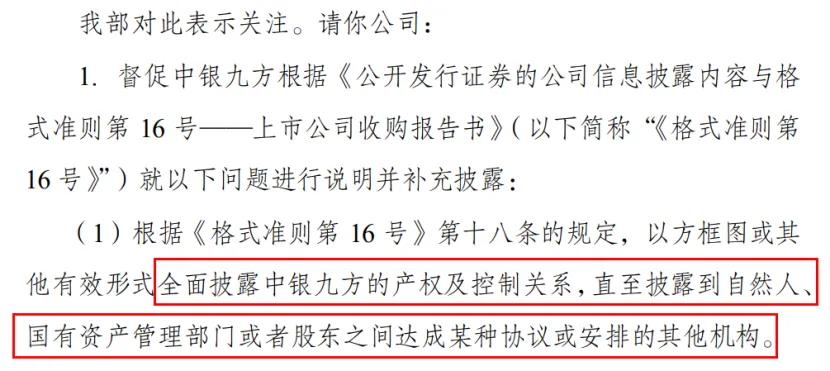 我部对此表示关注。请你公司：
1. 督促中银九方根据《公开发行证券的公司信息披露内容与格
式准则第 16 号——上市公司收购报告书》（以下简称“《格式准则第
16 号》”）就以下问题进行说明并补充披露：
（1）根据《格式准则第 16 号》第十八条的规定，以方框图或其
他有效形式全面披露中银九方的产权及控制关系，直至披露到自然人、
国有资产管理部门或者股东之间达成某种协议或安排的其他机构。